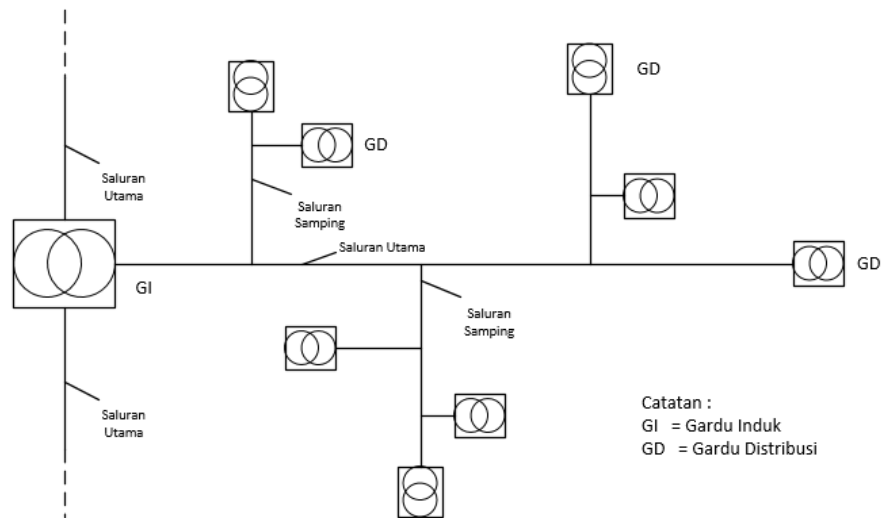 GD
GD
Saluran
Utama
Saluran
Samping
Saluran Utama
GD
GI
Saluran
Samping
Saluran
Utama
Catatan :
GI = Gardu Induk
GD = Gardu Distribusi